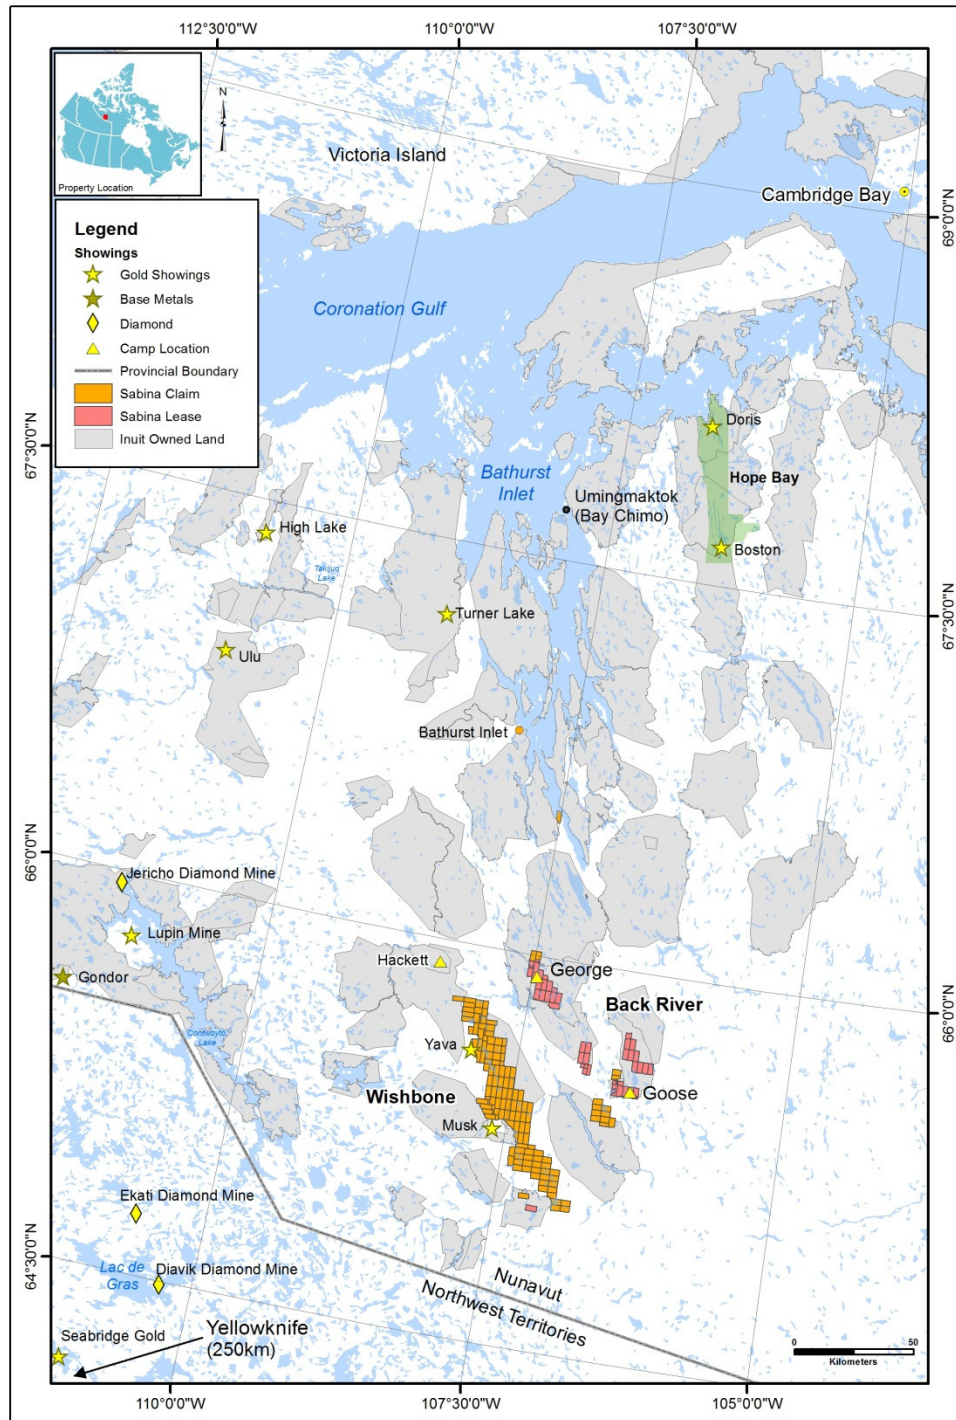 112°30'0"W
110°0'0"W
107°30'0"W
N
Property Location
Victoria Island
Cambridge Bay
69°0'0"N
Legend
Showings
Gold Showings
Base Metals
Diamond
Camp Location
Provincial Boundary
Sabina Claim
Sabina Lease
Inuit Owned Land
Coronation Gulf
67°30'0"N
Doris
Hope Bay
Boston
Bathurst
Inlet
Umingmaktok
(Bay Chimo)
High Lake
Takijuq
Lake
Turner Lake
67°30'0"N
Ulu
Bathurst Inlet
66°0'0"N
Jericho Diamond Mine
Lupin Mine
Gondor
Hackett
George
Back River
66°0'0"N
Contwoyto
Lake
Yava
Wishbone
Goose
Musk
Ekati Diamond Mine
64°30'0"N
Lac de
Gras
Diavik Diamond Mine
Nunavut
Northwest Territories
Seabridge Gold
Yellowknife
(250km)
0 50
Kilometers
110°0'0"W
107°30'0"W
105°0'0"W